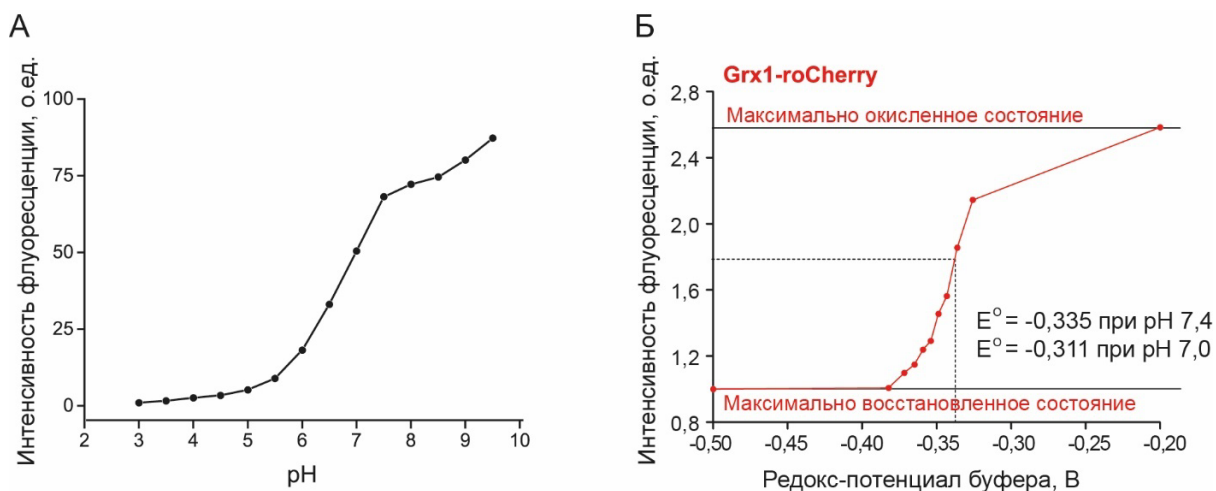 А
Интенсивность флуоресценции, о.ед.
100
75
50
25
0
2 3 4 5 6 7 8 9 10
pH
Б
Интенсивность флуоресценции, о.ед.
Grx1-roCherry
2,8
Максимально окисленное состояние
2,4
2,0
1,6
E° = -0,335 при pH 7,4
E° = -0,311 при pH 7,0
1,2
Максимально восстановленное состояние
0,8
-0,50 -0,45 -0,40 -0,35 -0,30 -0,25 -0,20
Редокс-потенциал буфера, В